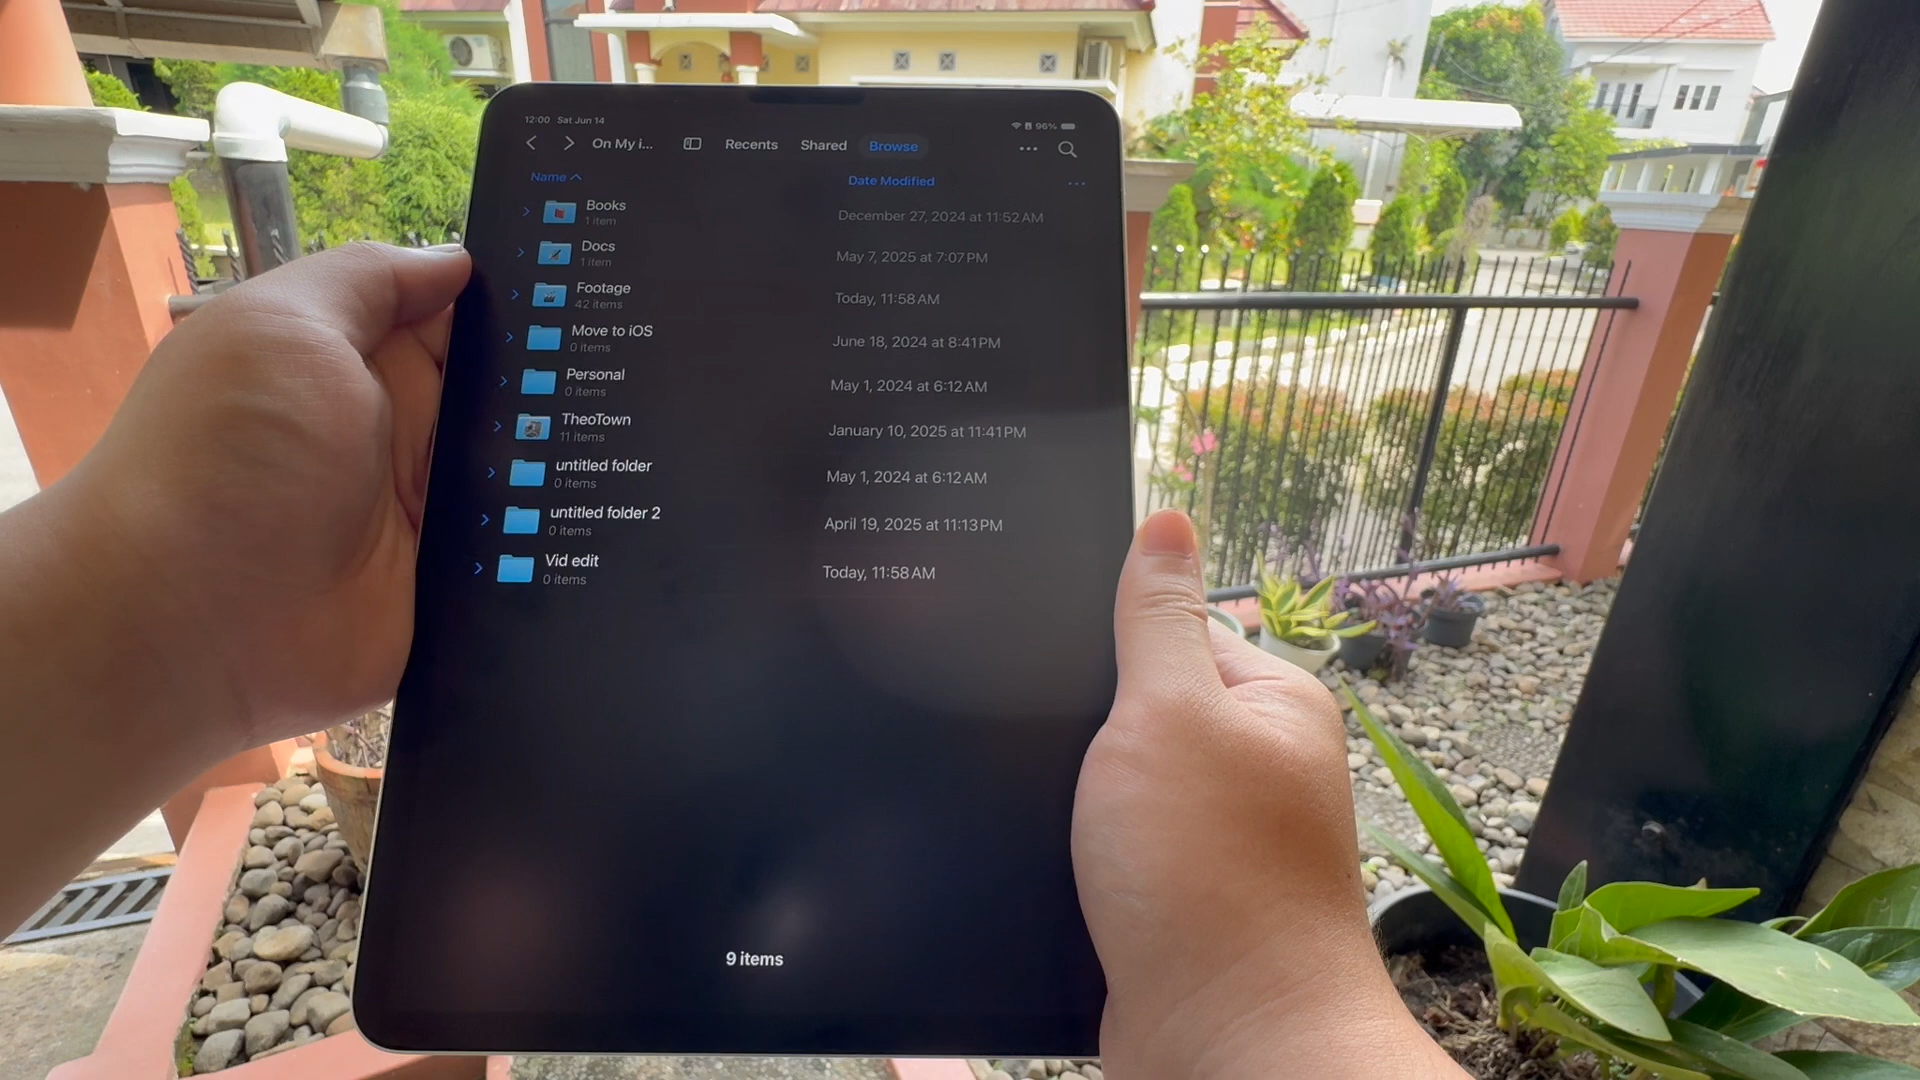 12:00 Sat Jun 14 96%
On My i... Recents Shared Browse
Name Date Modified
Books December 27, 2024 at 11:52 AM
1 item
Docs May 7, 2025 at 7:07 PM
1 item
Footage Today, 11:58 AM
42 items
Move to iOS June 18, 2024 at 8:41 PM
0 items
Personal May 1, 2024 at 6:12 AM
0 items
TheoTown January 10, 2025 at 11:41 PM
11 items
untitled folder May 1, 2024 at 6:12 AM
0 items
untitled folder 2 April 19, 2025 at 11:13 PM
0 items
Vid edit Today, 11:58 AM
0 items
9 items